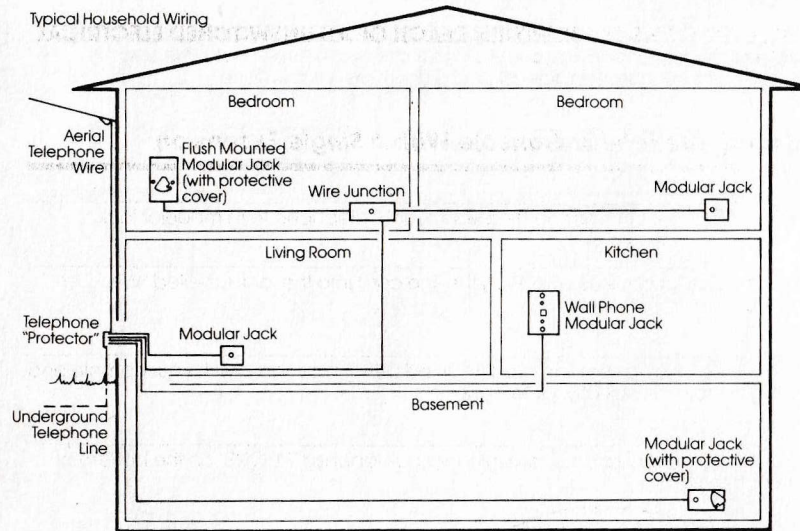 Typical Household Wiring
Bedroom
Bedroom
Aerial
Telephone
Wire
Flush Mounted
Modular Jack
(with protective
cover)
Wire Junction
Modular Jack
Living Room
Kitchen
Telephone
"Protector"
Modular Jack
Wall Phone
Modular Jack
Basement
Underground
Telephone
Line
Modular Jack
(with protective
cover)